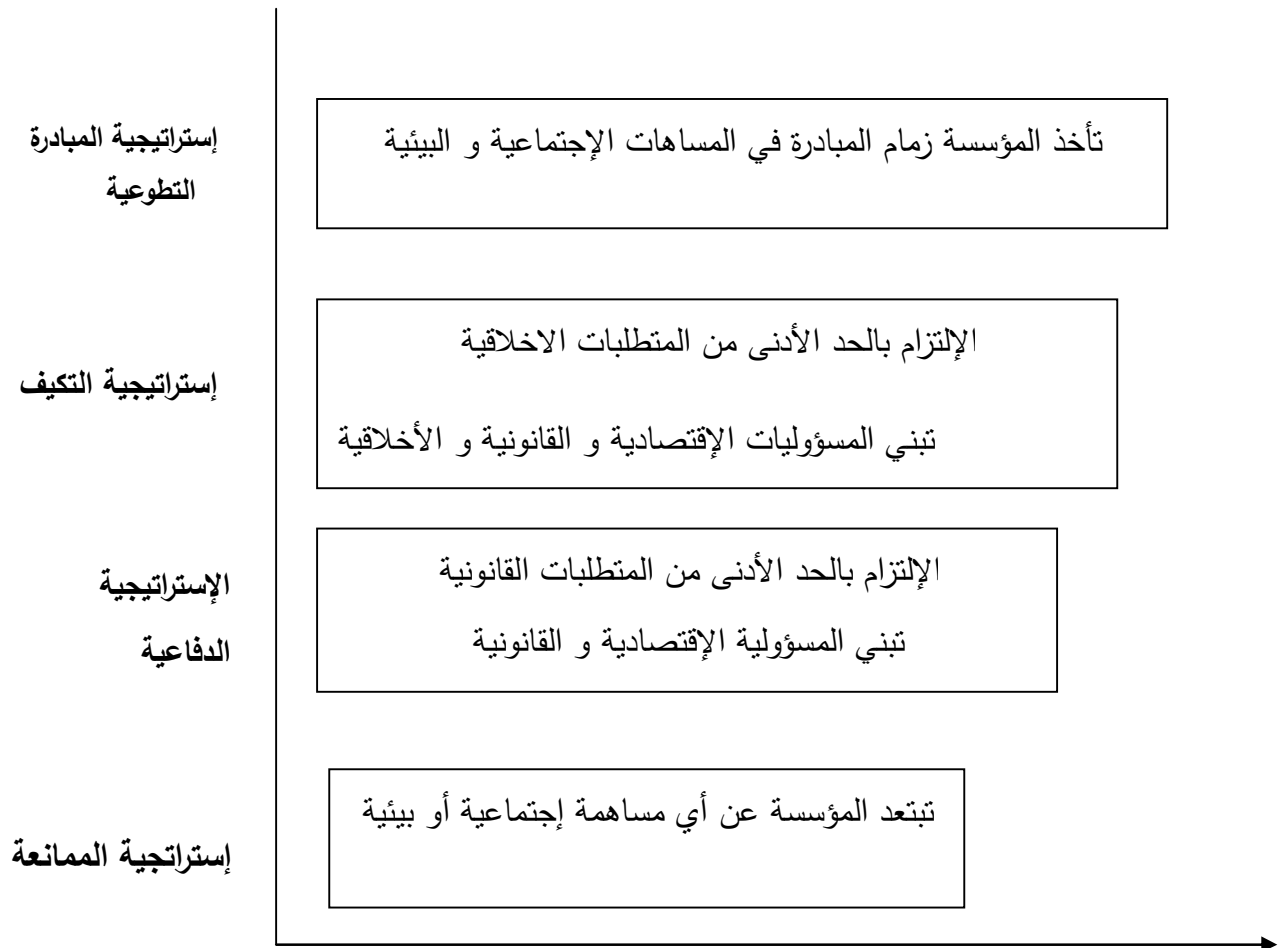 إستراتيجية المبادرة
التطوعية
تأخذ المؤسسة زمام المبادرة في المساهات الإجتماعية و البيئية
إستراتيجية التكيف
الإلتزام بالحد الأدنى من المتطلبات الاخلاقية
تبني المسؤوليات الإقتصادية و القانونية و الأخلاقية
الإستراتيجية
الدفاعية
الإلتزام بالحد الأدنى من المتطلبات القانونية
تبني المسؤولية الإقتصادية و القانونية
إستراتجية الممانعة
تبتعد المؤسسة عن أي مساهمة إجتماعية أو بيئية